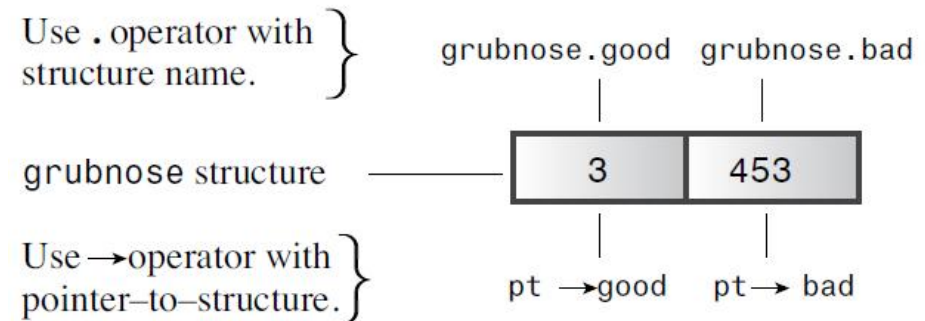 Use . operator with
structure name.
grubnose.good grubnose.bad
grubnose structure
3 453
Use →operator with
pointer–to–structure.
pt →good pt→ bad